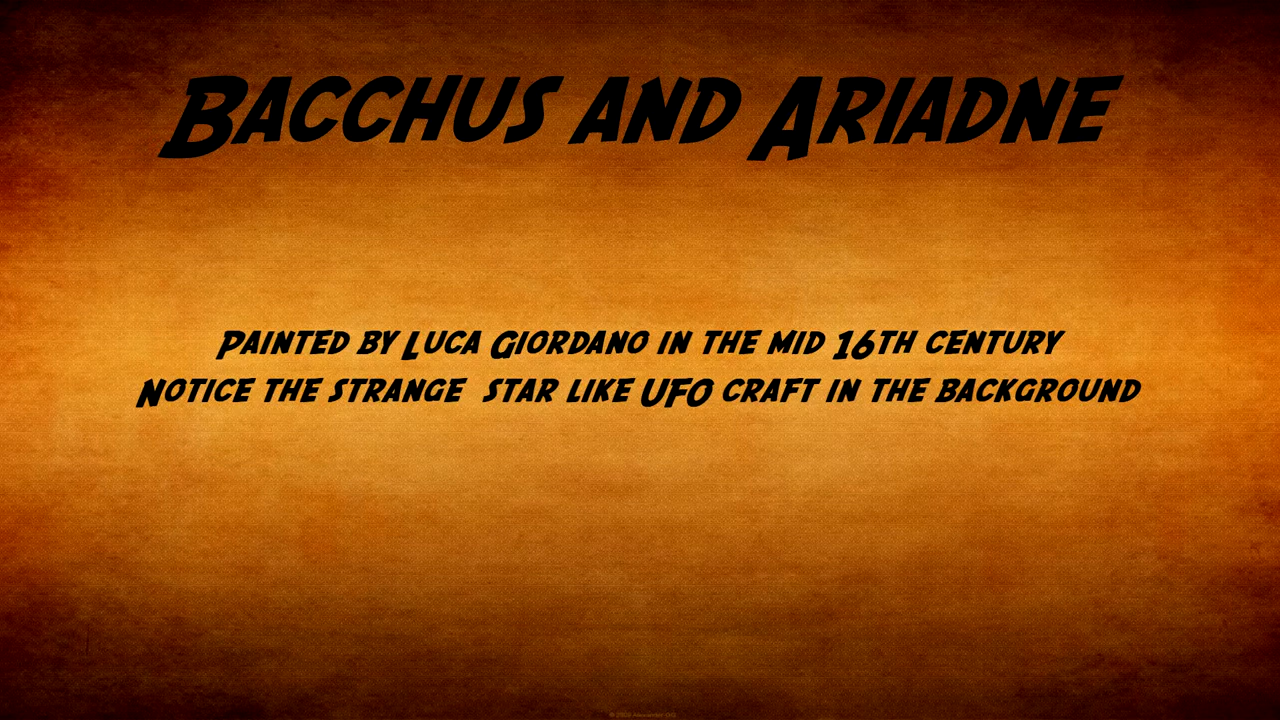 Bacchus and Ariadne
Painted by Luca Giordano in the mid 16th century
Notice the strange star like UFO craft in the background